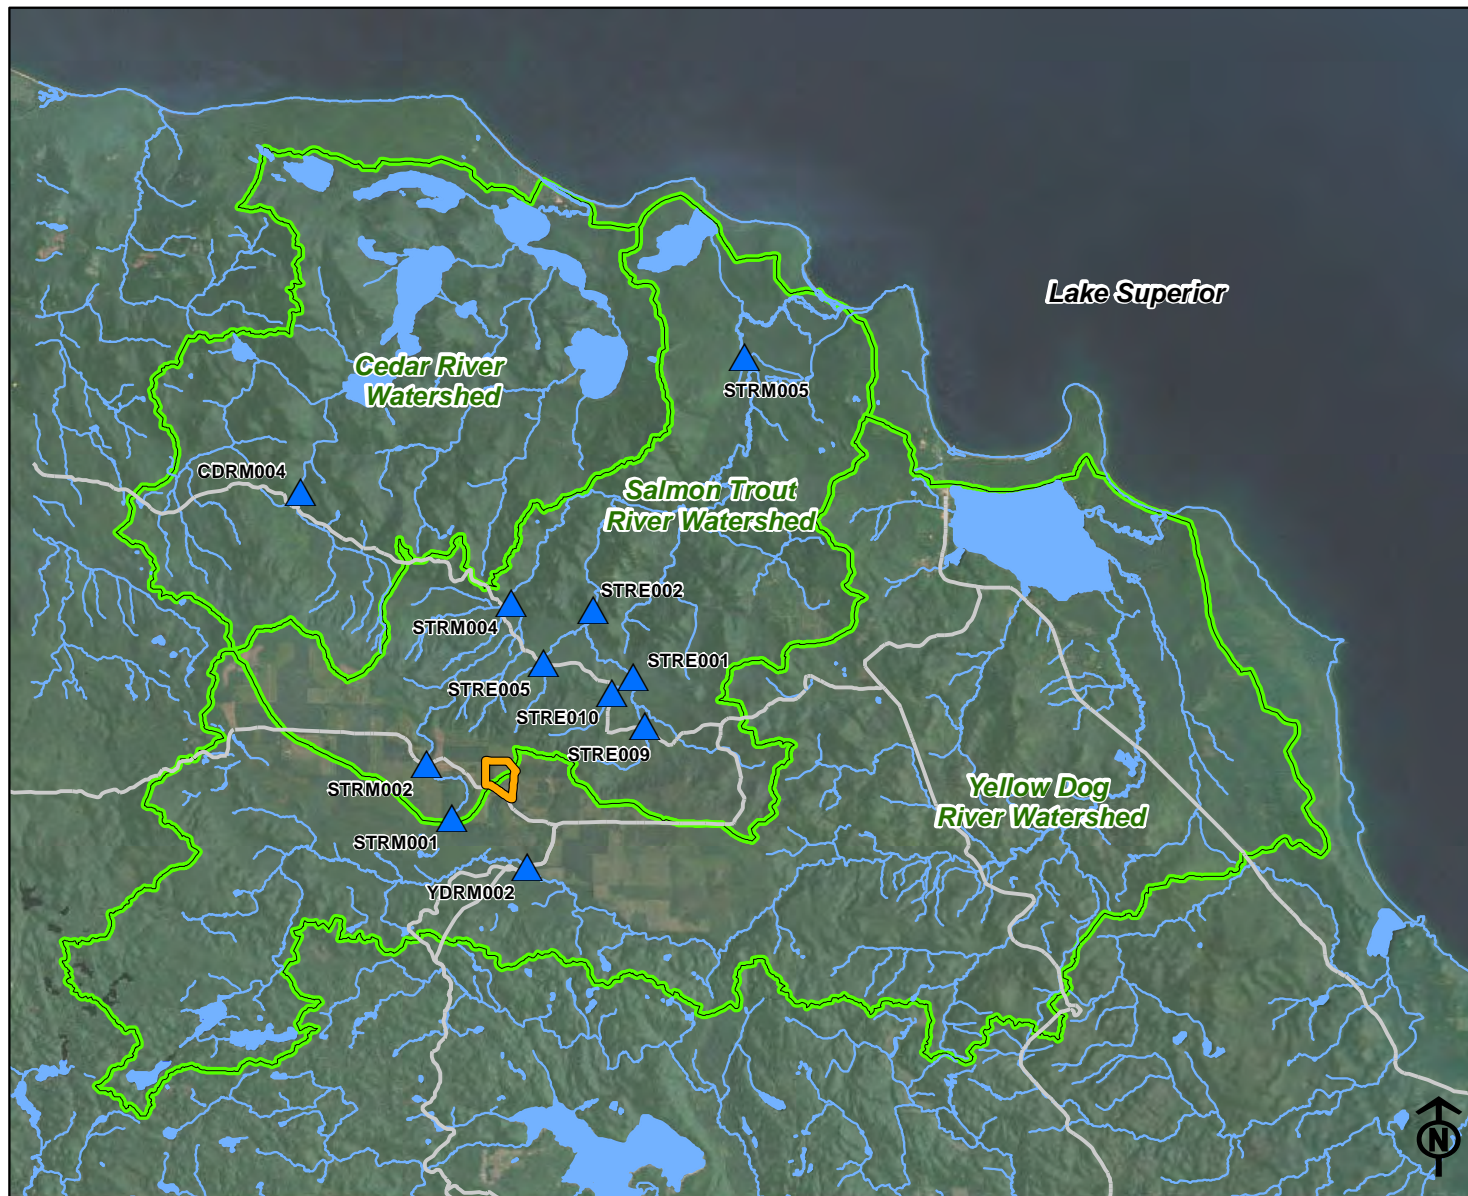 Lake Superior
Cedar River
Watershed
STRM005
CDRM004
Salmon Trout
River Watershed
STRE002
STRM004
STRE001
STRE005
STRE010
STRE009
STRM002
Yellow Dog
River Watershed
STRM001
YDRM002
N